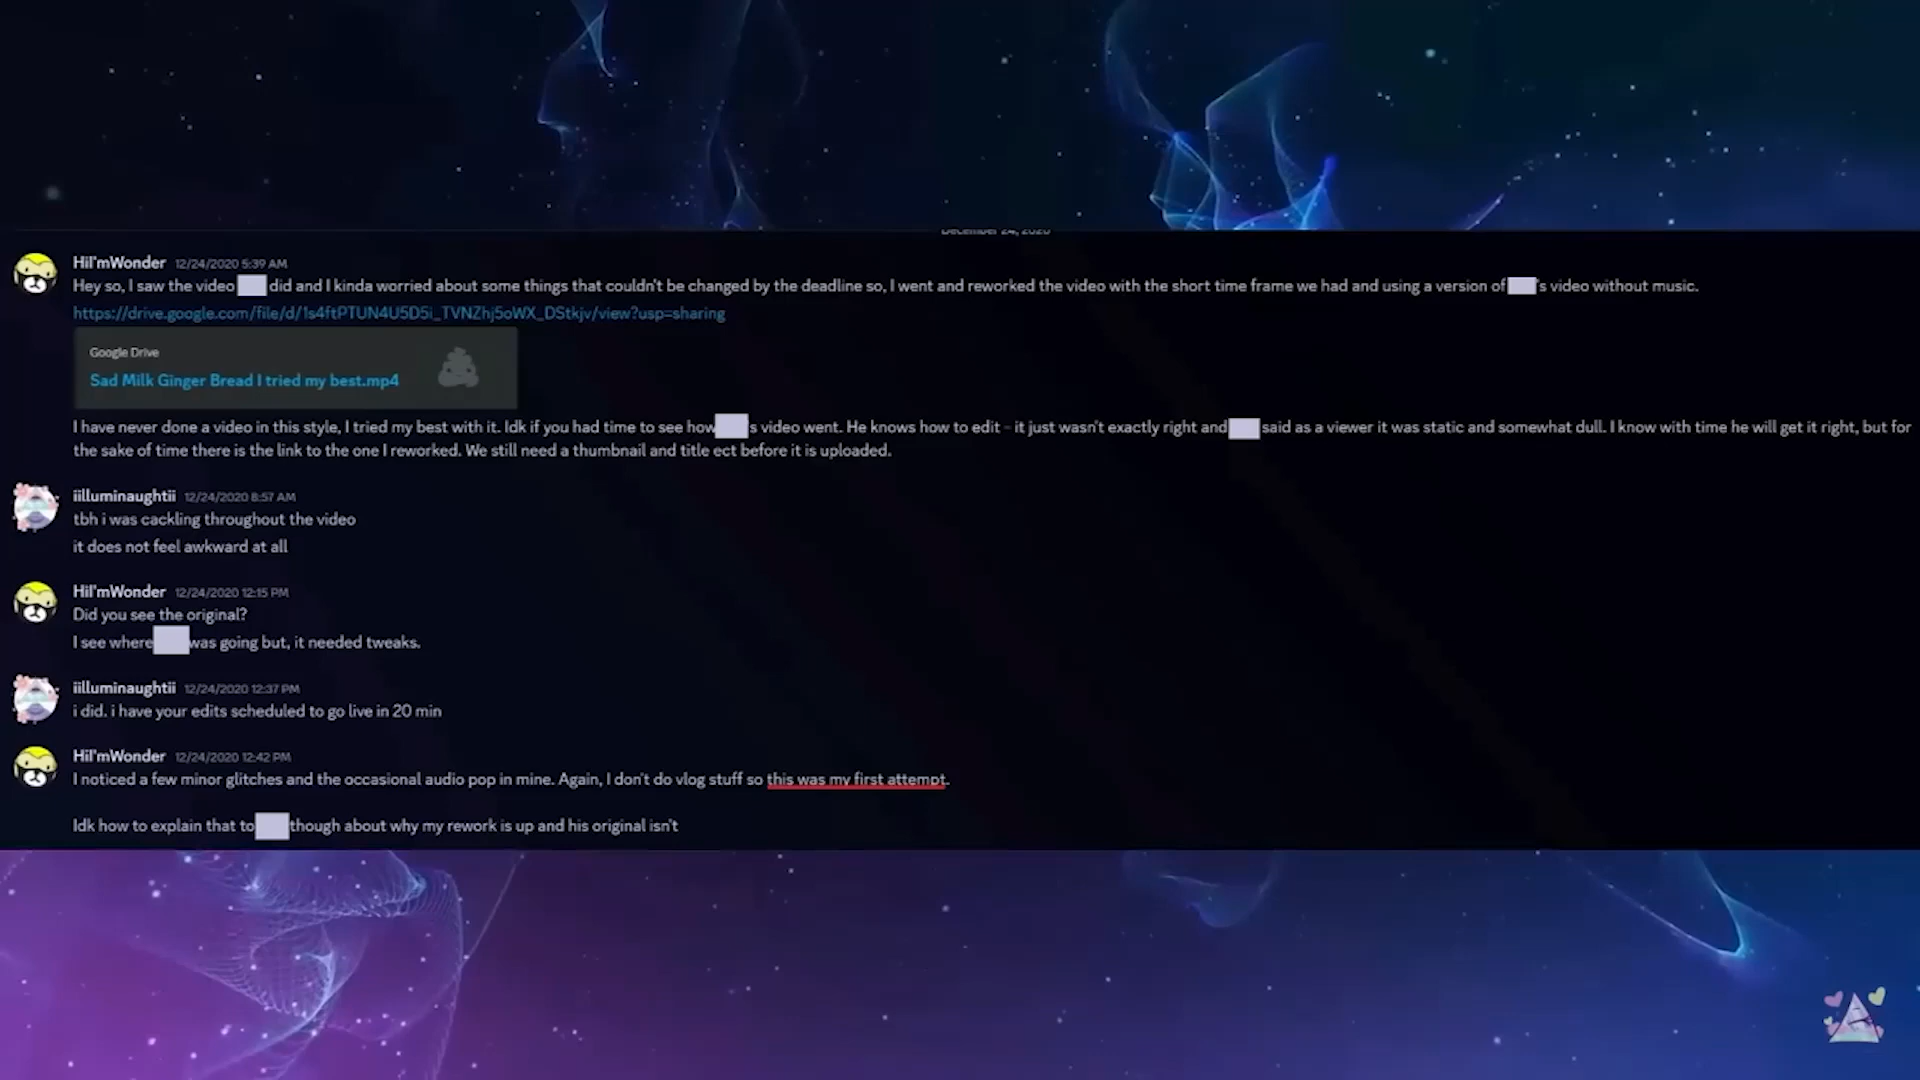 December 24, 2020
HiI'mWonder 12/24/2020 5:39 AM
Hey so, I saw the video did and I kinda worried about some things that couldn't be changed by the deadline so, I went and reworked the video with the short time frame we had and using a version of 's video without music.
https://drive.google.com/file/d/1s4ftPTUN4U5D5i_TVNZhj5oWX_DStkjv/view?usp=sharing
Google Drive
Sad Milk Ginger Bread I tried my best.mp4
I have never done a video in this style, I tried my best with it. Idk if you had time to see how s video went. He knows how to edit - it just wasn't exactly right and said as a viewer it was static and somewhat dull. I know with time he will get it right, but for
the sake of time there is the link to the one I reworked. We still need a thumbnail and title ect before it is uploaded.
iilluminaughtii 12/24/2020 8:57 AM
tbh i was cackling throughout the video
it does not feel awkward at all
HiI'mWonder 12/24/2020 12:15 PM
Did you see the original?
I see where was going but, it needed tweaks.
iilluminaughtii 12/24/2020 12:37 PM
i did. i have your edits scheduled to go live in 20 min
HiI'mWonder 12/24/2020 12:42 PM
I noticed a few minor glitches and the occasional audio pop in mine. Again, I don't do vlog stuff so this was my first attempt.
Idk how to explain that to though about why my rework is up and his original isn't